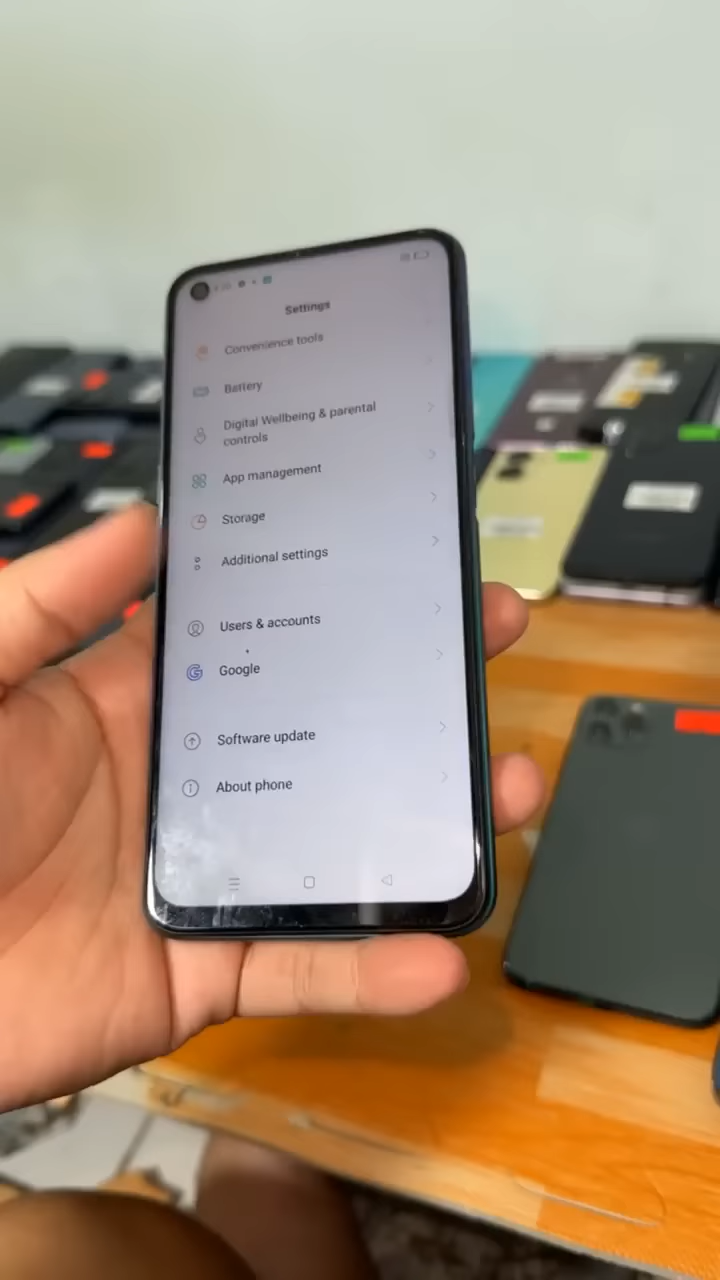 Settings
Convenience tools
Battery
Digital Wellbeing & parental
controls
App management
Storage
Additional settings
Users & accounts
Google
Software update
About phone